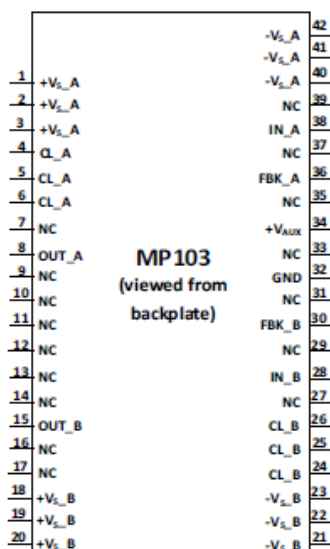 1 +Vs_A
2 +Vs_A
3 +Vs_A
4 CL_A
5 CL_A
6 CL_A
7 NC
8 OUT_A
9 NC
10 NC
11 NC
12 NC
13 NC
14 NC
15 OUT_B
16 NC
17 NC
18 +Vs_B
19 +Vs_B
20 +Vs_B
MP103
(viewed from
backplate)
-Vs_A 42
-Vs_A 41
-Vs_A 40
NC 39
IN_A 38
NC 37
FBK_A 36
NC 35
+VAUX 34
NC 33
GND 32
NC 31
FBK_B 30
NC 29
IN_B 28
NC 27
CL_B 26
CL_B 25
CL_B 24
-Vs_B 23
-Vs_B 22
-Vs_B 21